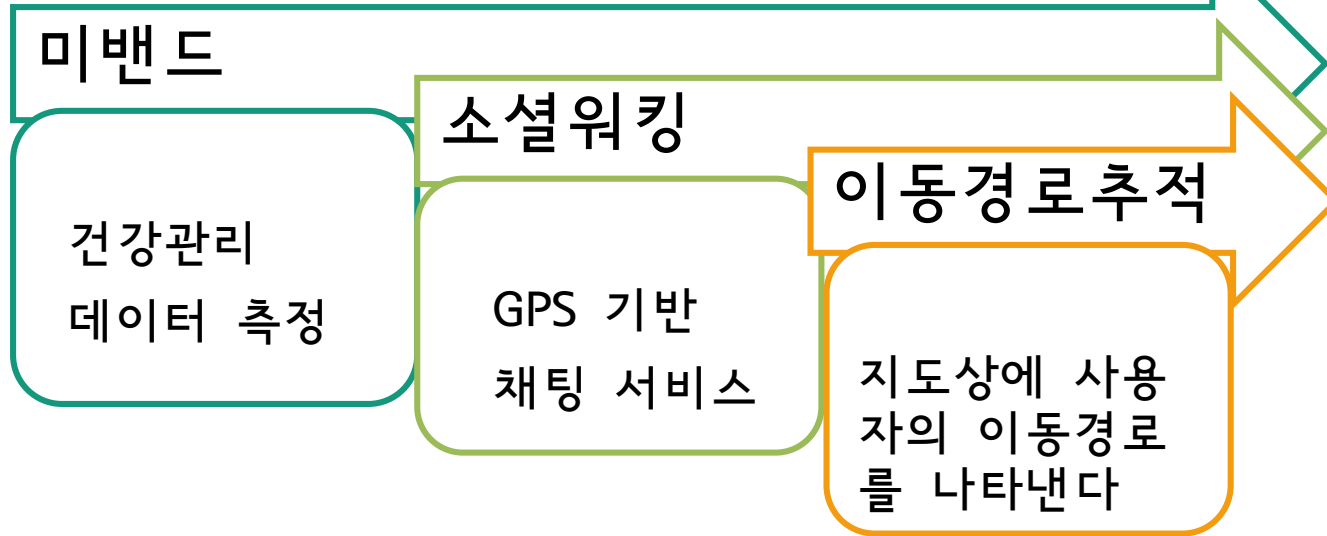 미밴드
건강관리
데이터 측정
소셜워킹
GPS 기반
채팅 서비스
이동경로추적
지도상에 사용
자의 이동경로
를 나타낸다